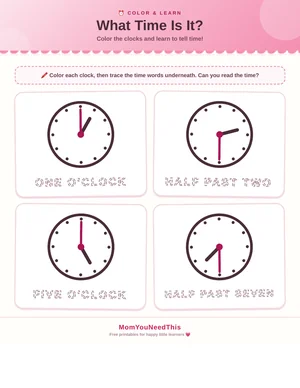 ⏰ COLOR & LEARN
What Time Is It?
Color the clocks and learn to tell time!
🖍️ Color each clock, then trace the time words underneath. Can you read the time?
ONE O'CLOCK
HALF PAST TWO
FIVE O'CLOCK
HALF PAST SEVEN
MomYouNeedThis
Free printables for happy little learners 💗